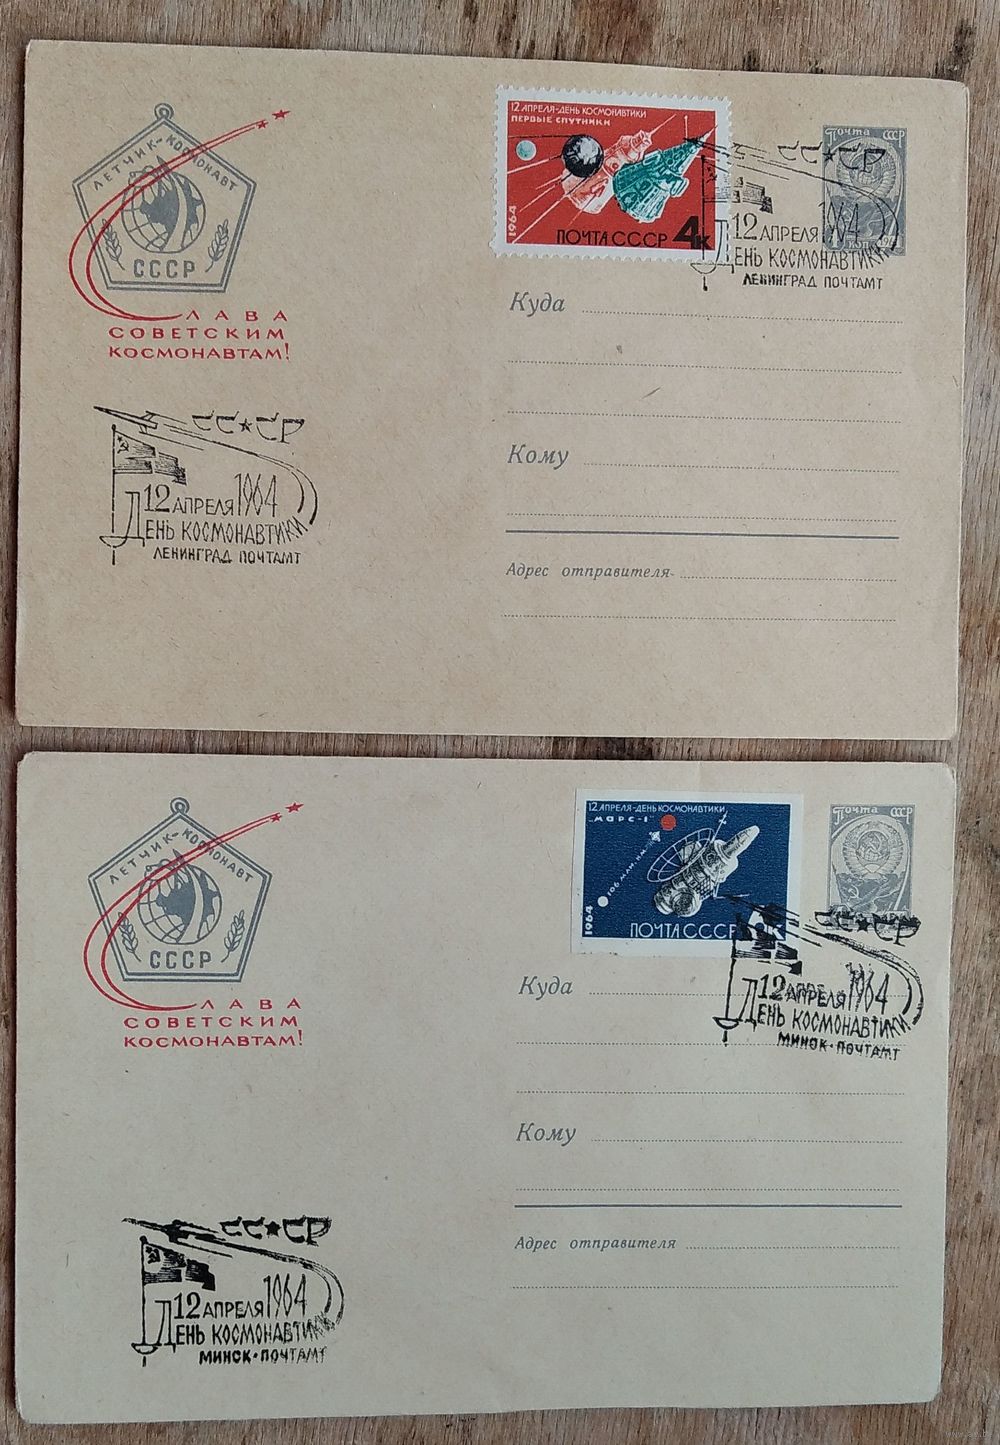 ЛЕТЧИК-КОСМОНАВТ
СССР
СЛАВА
СОВЕТСКИМ
КОСМОНАВТАМ!
12 АПРЕЛЯ-ДЕНЬ КОСМОНАВТИКИ
ПЕРВЫЕ СПУТНИКИ
1964
ПОЧТА СССР 4к
Почта СССР
СС★СР
12 АПРЕЛЯ 1964
ДЕНЬ КОСМОНАВТИКИ
ЛЕНИНГРАД ПОЧТАМТ
Куда
Кому
Адрес отправителя
СС★СР
12 АПРЕЛЯ 1964
ДЕНЬ КОСМОНАВТИКИ
ЛЕНИНГРАД ПОЧТАМТ
ЛЕТЧИК-КОСМОНАВТ
СССР
СЛАВА
СОВЕТСКИМ
КОСМОНАВТАМ!
12 АПРЕЛЯ-ДЕНЬ КОСМОНАВТИКИ
„МАРС-1"
106 МЛН. КМ
1964
ПОЧТА СССР
Почта СССР
СС★СР
12 АПРЕЛЯ 1964
ДЕНЬ КОСМОНАВТИКИ
МИНСК·ПОЧТАМТ
Куда
Кому
Адрес отправителя
СС★СР
12 АПРЕЛЯ 1964
ДЕНЬ КОСМОНАВТИКИ
МИНСК·ПОЧТАМТ